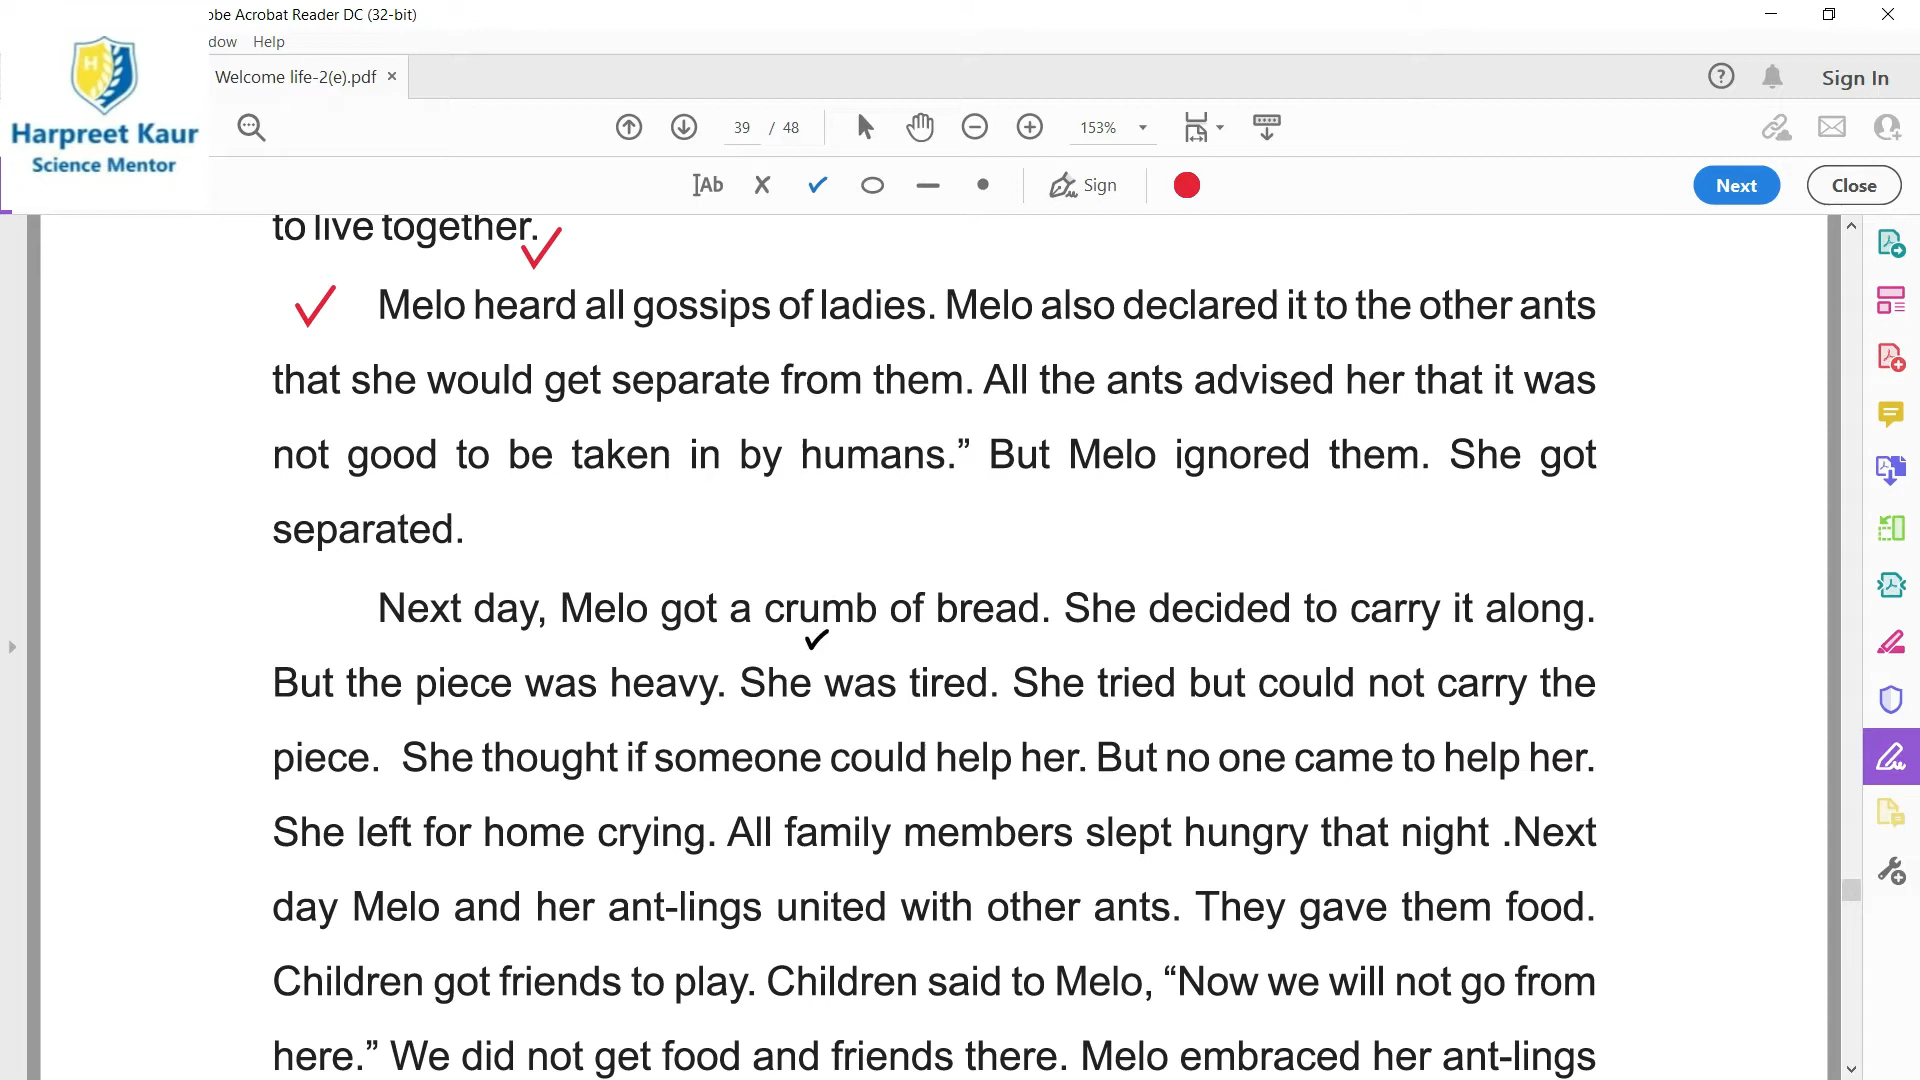 obe Acrobat Reader DC (32-bit)
dow Help
Welcome life-2(e).pdf
Sign In
H
Harpreet Kaur
Science Mentor
39 / 48
153%
Ab
Sign
Next
Close
to live together.
Melo heard all gossips of ladies. Melo also declared it to the other ants
that she would get separate from them. All the ants advised her that it was
not good to be taken in by humans.” But Melo ignored them. She got
separated.
Next day, Melo got a crumb of bread. She decided to carry it along.
But the piece was heavy. She was tired. She tried but could not carry the
piece. She thought if someone could help her. But no one came to help her.
She left for home crying. All family members slept hungry that night .Next
day Melo and her ant-lings united with other ants. They gave them food.
Children got friends to play. Children said to Melo, “Now we will not go from
here.” We did not get food and friends there. Melo embraced her ant-lings